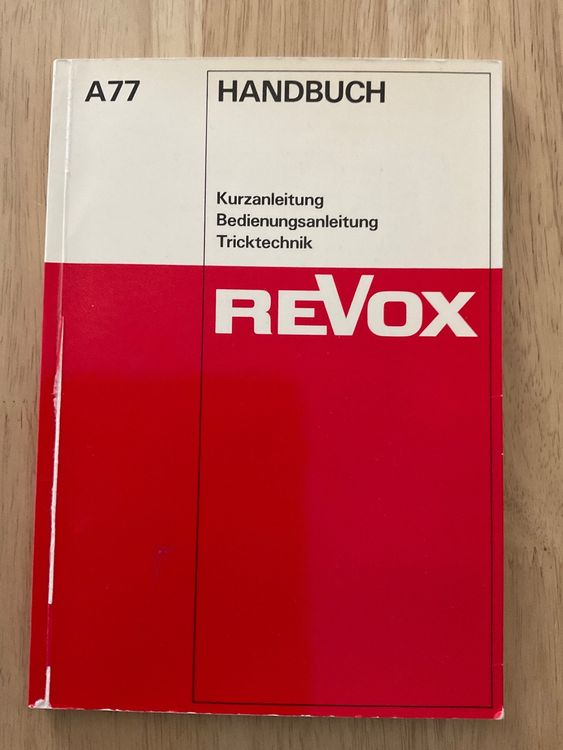 A77
HANDBUCH
Kurzanleitung
Bedienungsanleitung
Tricktechnik
REVOX